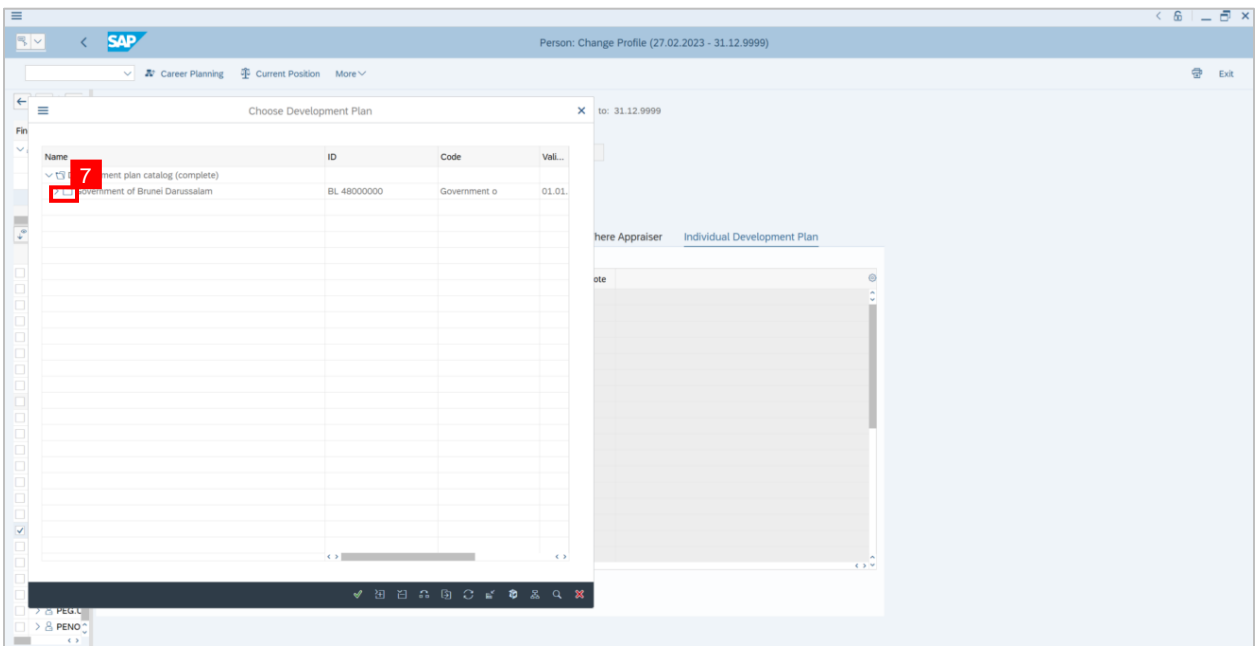 SAP
Person: Change Profile (27.02.2023 - 31.12.9999)
Career Planning Current Position More Exit
Choose Development Plan
to: 31.12.9999
Fin
Name ID Code Vali...
7
ment plan catalog (complete)
Government of Brunei Darussalam BL 48000000 Government o 01.01.
here Appraiser Individual Development Plan
ote
PEG.U
PENO